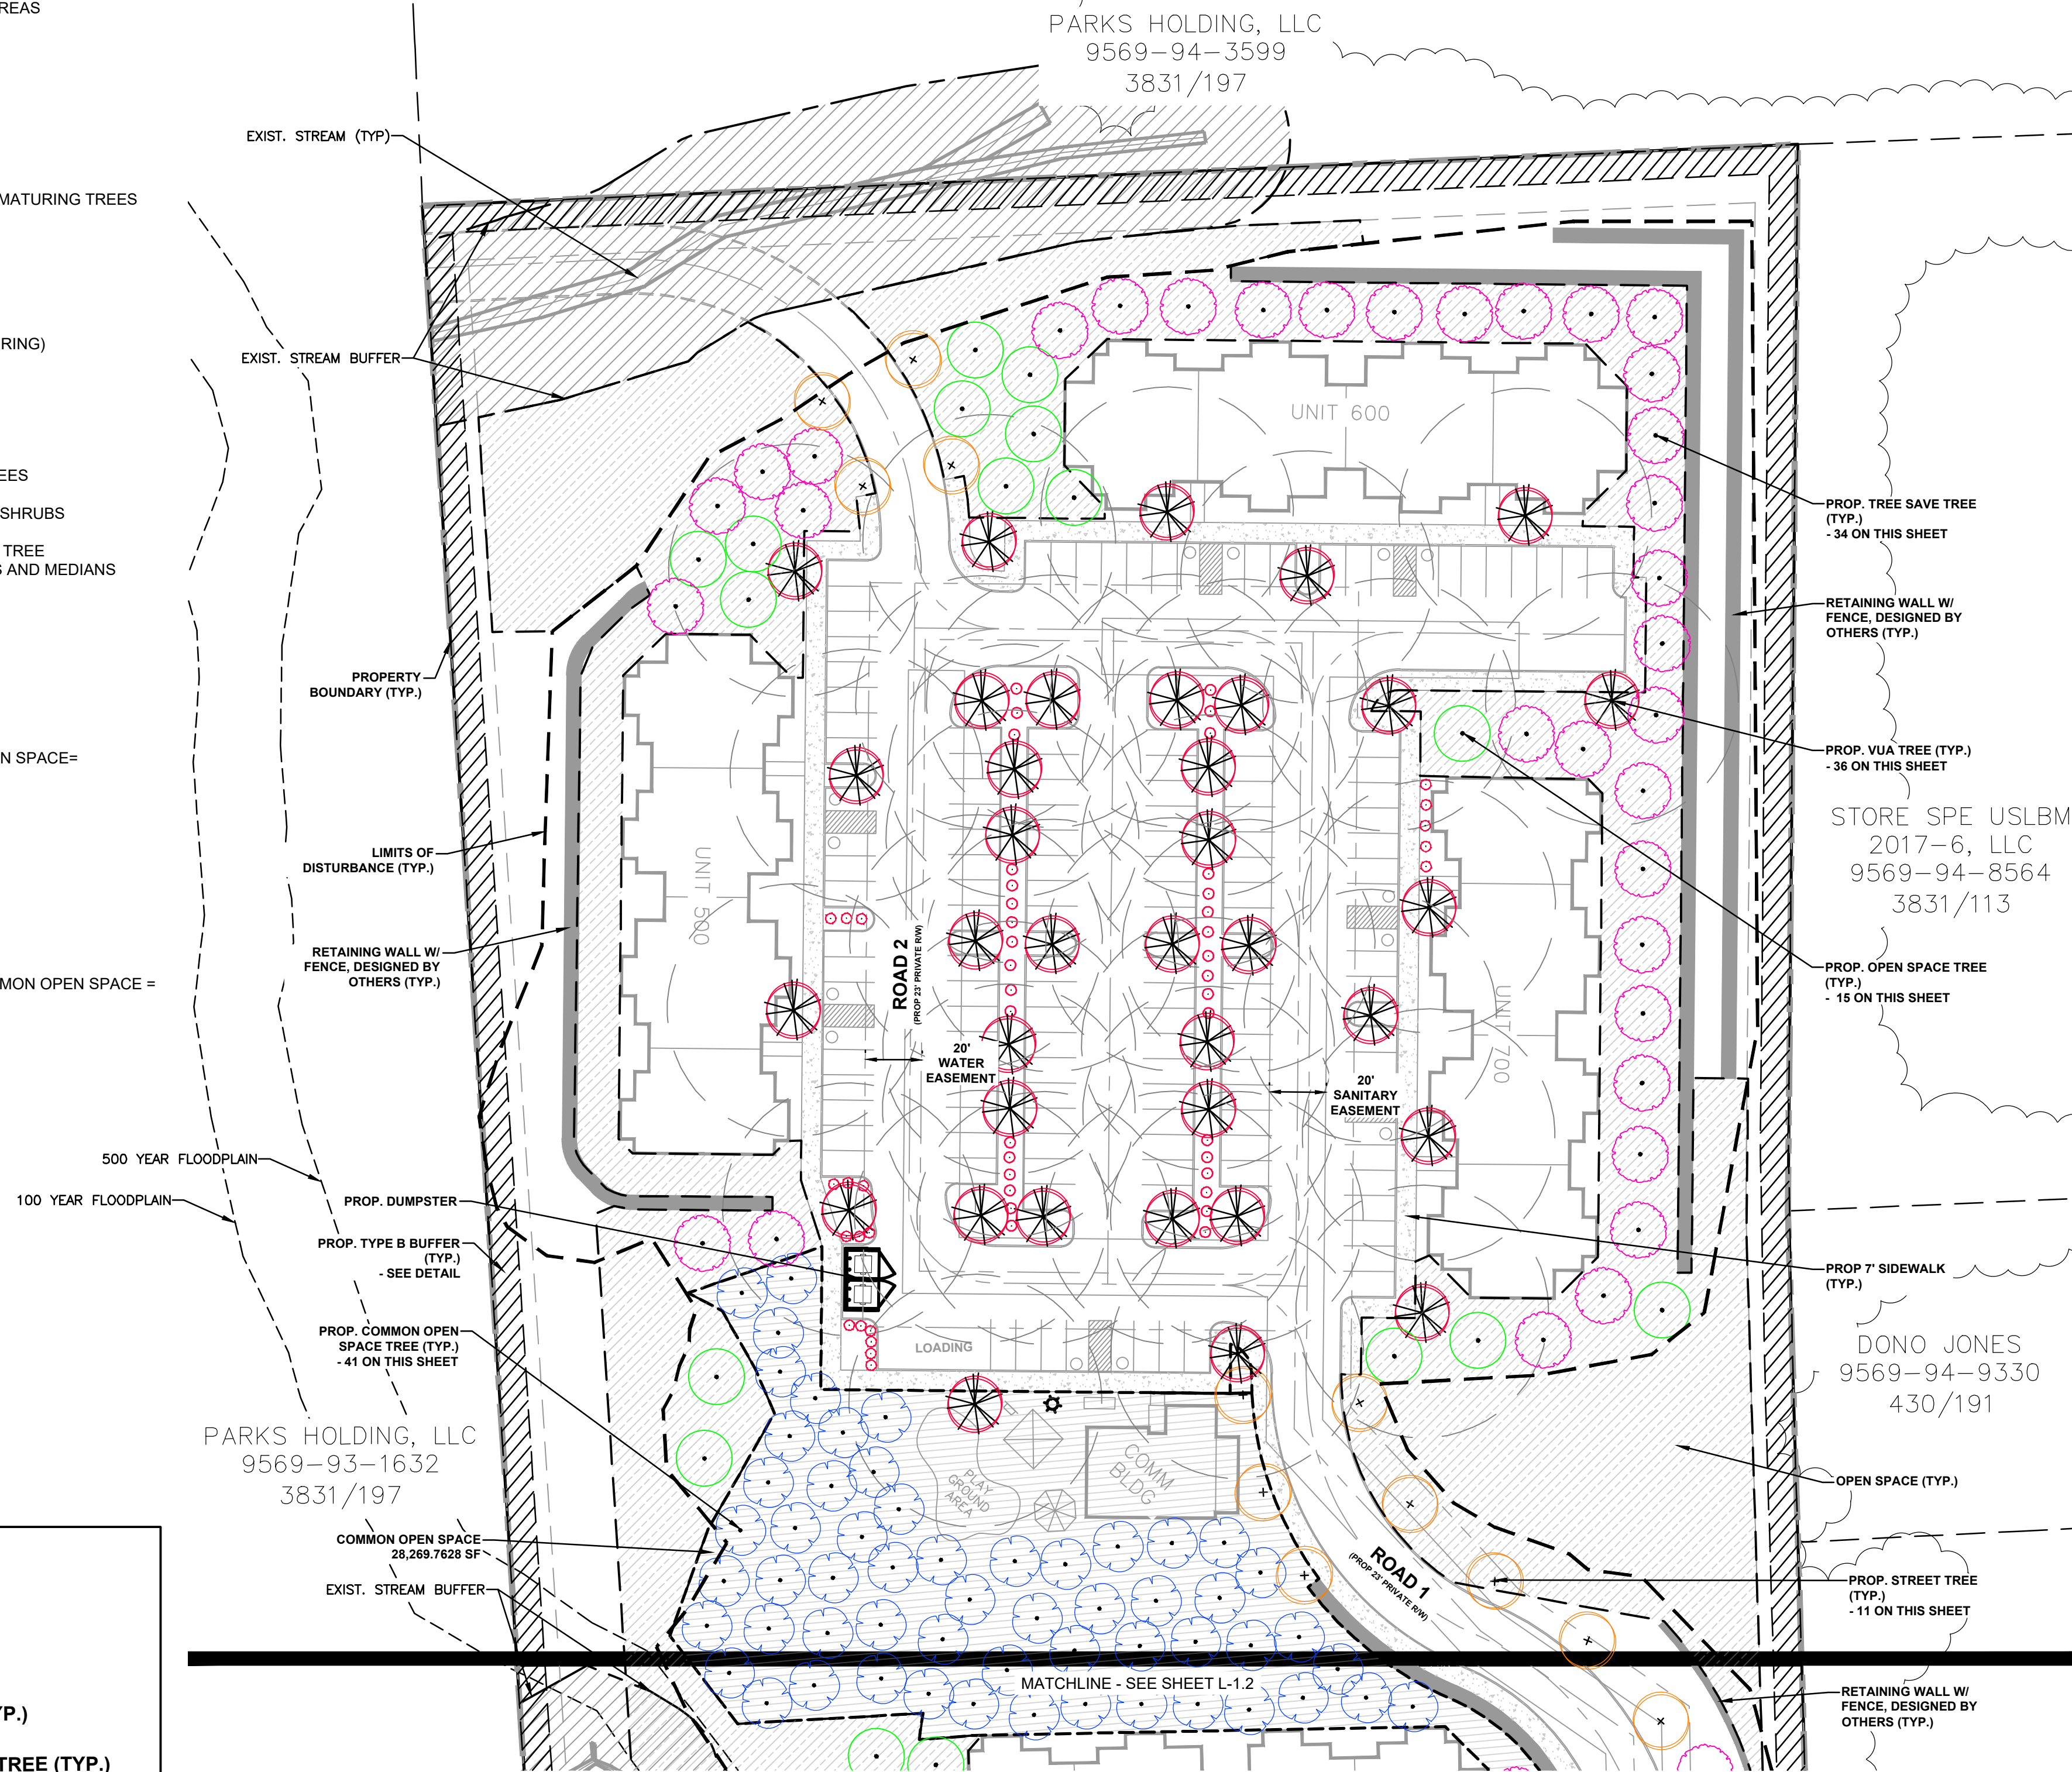 REAS
MATURING TREES
RING)
EES
SHRUBS
TREE
S AND MEDIANS
N SPACE=
MON OPEN SPACE =
PARKS HOLDING, LLC
9569-94-3599
3831/197
EXIST. STREAM (TYP)
EXIST. STREAM BUFFER
PROPERTY
BOUNDARY (TYP.)
LIMITS OF
DISTURBANCE (TYP.)
RETAINING WALL W/
FENCE, DESIGNED BY
OTHERS (TYP.)
500 YEAR FLOODPLAIN
100 YEAR FLOODPLAIN
PROP. DUMPSTER
PROP. TYPE B BUFFER
(TYP.)
- SEE DETAIL
PROP. COMMON OPEN
SPACE TREE (TYP.)
- 41 ON THIS SHEET
PARKS HOLDING, LLC
9569-93-1632
3831/197
COMMON OPEN SPACE
28,269.7628 SF
EXIST. STREAM BUFFER
YP.)
TREE (TYP.)
UNIT 600
UNIT 500
UNIT 700
ROAD 2
(PROP 23' PRIVATE R/W)
20'
WATER
EASEMENT
20'
SANITARY
EASEMENT
LOADING
PLAY
GROUND
AREA
COMM
BLDG
ROAD 1
(PROP 23' PRIVATE R/W)
MATCHLINE - SEE SHEET L-1.2
PROP. TREE SAVE TREE
(TYP.)
- 34 ON THIS SHEET
RETAINING WALL W/
FENCE, DESIGNED BY
OTHERS (TYP.)
PROP. VUA TREE (TYP.)
- 36 ON THIS SHEET
STORE SPE USLBM
2017-6, LLC
9569-94-8564
3831/113
PROP. OPEN SPACE TREE
(TYP.)
- 15 ON THIS SHEET
PROP 7' SIDEWALK
(TYP.)
DONO JONES
9569-94-9330
430/191
OPEN SPACE (TYP.)
PROP. STREET TREE
(TYP.)
- 11 ON THIS SHEET
RETAINING WALL W/
FENCE, DESIGNED BY
OTHERS (TYP.)